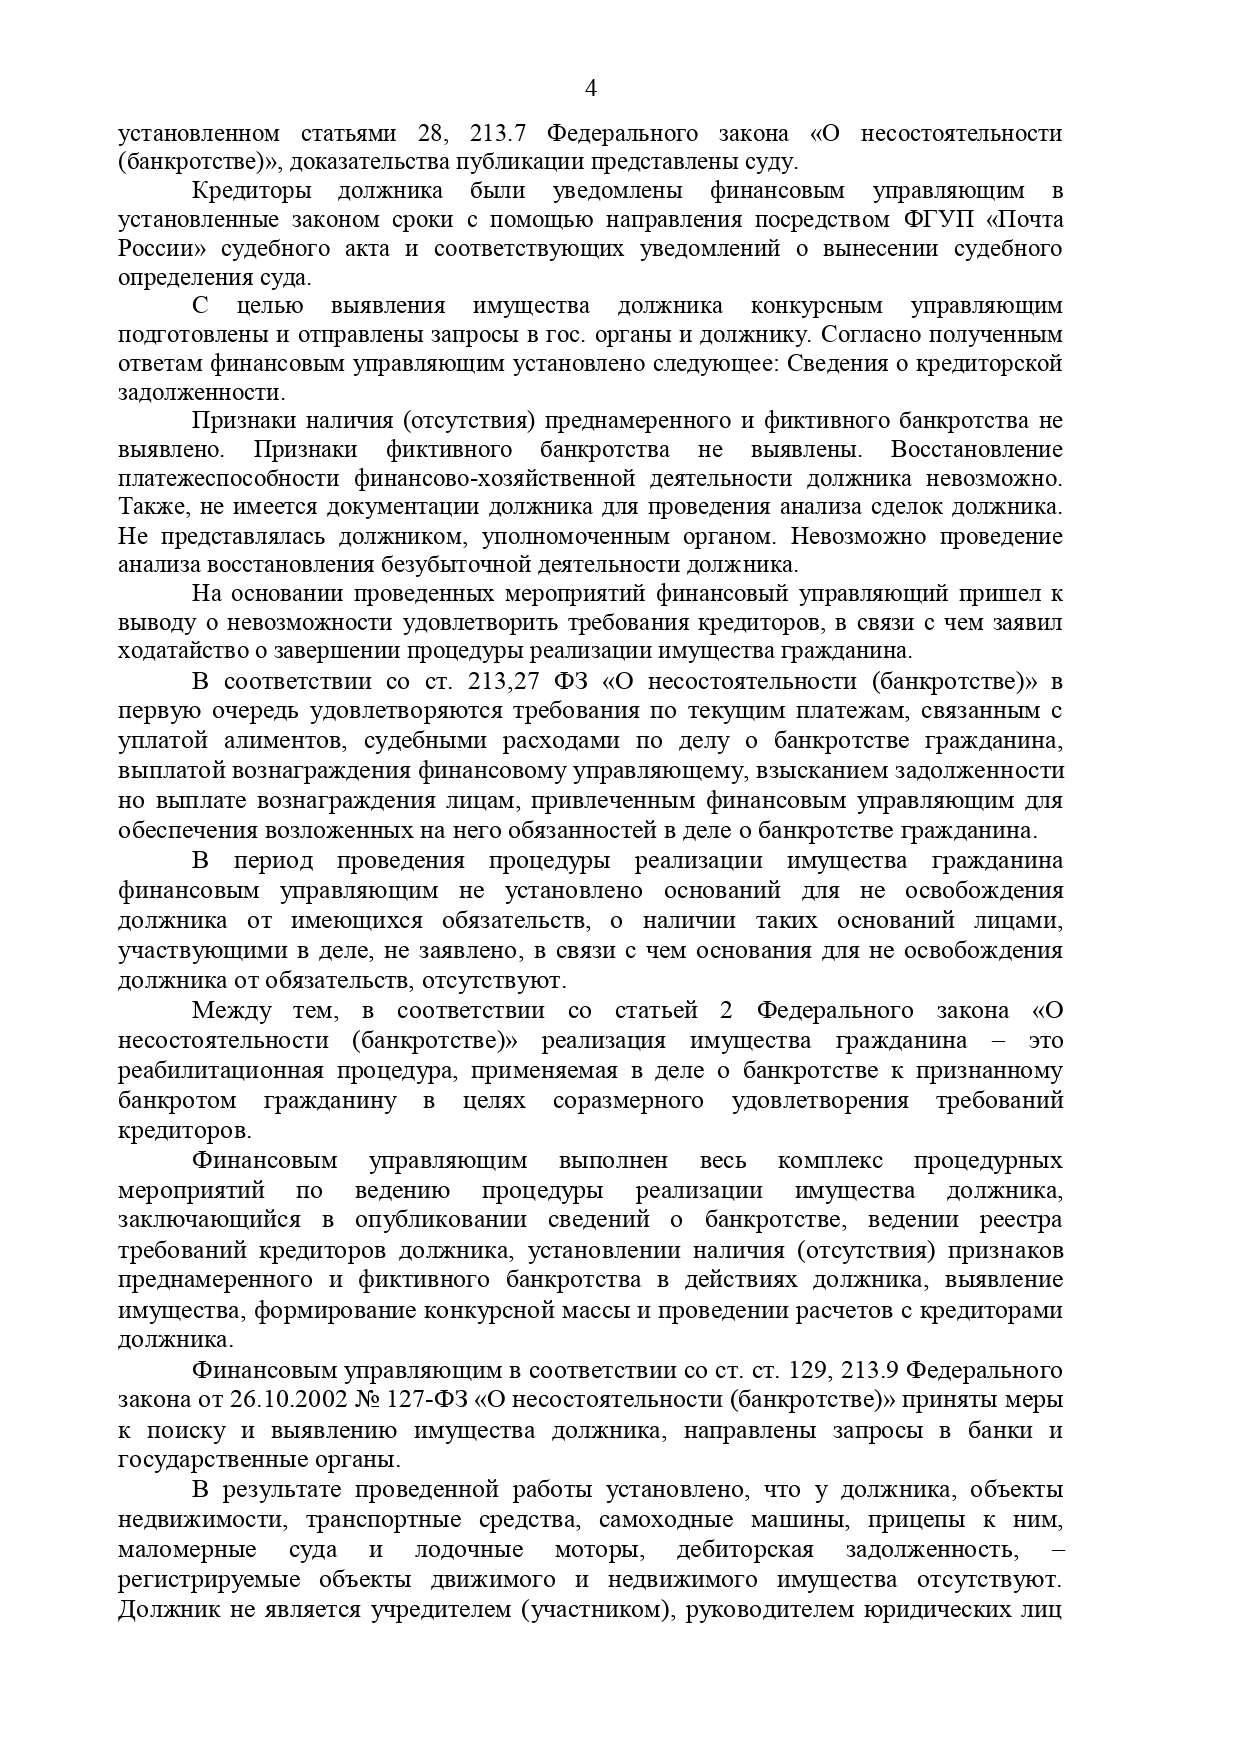 4
установленном статьями 28, 213.7 Федерального закона «О несостоятельности
(банкротстве)», доказательства публикации представлены суду.
Кредиторы должника были уведомлены финансовым управляющим в
установленные законом сроки с помощью направления посредством ФГУП «Почта
России» судебного акта и соответствующих уведомлений о вынесении судебного
определения суда.
С целью выявления имущества должника конкурсным управляющим
подготовлены и отправлены запросы в гос. органы и должнику. Согласно полученным
ответам финансовым управляющим установлено следующее: Сведения о кредиторской
задолженности.
Признаки наличия (отсутствия) преднамеренного и фиктивного банкротства не
выявлено. Признаки фиктивного банкротства не выявлены. Восстановление
платежеспособности финансово-хозяйственной деятельности должника невозможно.
Также, не имеется документации должника для проведения анализа сделок должника.
Не представлялась должником, уполномоченным органом. Невозможно проведение
анализа восстановления безубыточной деятельности должника.
На основании проведенных мероприятий финансовый управляющий пришел к
выводу о невозможности удовлетворить требования кредиторов, в связи с чем заявил
ходатайство о завершении процедуры реализации имущества гражданина.
В соответствии со ст. 213,27 ФЗ «О несостоятельности (банкротстве)» в
первую очередь удовлетворяются требования по текущим платежам, связанным с
уплатой алиментов, судебными расходами по делу о банкротстве гражданина,
выплатой вознаграждения финансовому управляющему, взысканием задолженности
но выплате вознаграждения лицам, привлеченным финансовым управляющим для
обеспечения возложенных на него обязанностей в деле о банкротстве гражданина.
В период проведения процедуры реализации имущества гражданина
финансовым управляющим не установлено оснований для не освобождения
должника от имеющихся обязательств, о наличии таких оснований лицами,
участвующими в деле, не заявлено, в связи с чем основания для не освобождения
должника от обязательств, отсутствуют.
Между тем, в соответствии со статьей 2 Федерального закона «О
несостоятельности (банкротстве)» реализация имущества гражданина – это
реабилитационная процедура, применяемая в деле о банкротстве к признанному
банкротом гражданину в целях соразмерного удовлетворения требований
кредиторов.
Финансовым управляющим выполнен весь комплекс процедурных
мероприятий по ведению процедуры реализации имущества должника,
заключающийся в опубликовании сведений о банкротстве, ведении реестра
требований кредиторов должника, установлении наличия (отсутствия) признаков
преднамеренного и фиктивного банкротства в действиях должника, выявление
имущества, формирование конкурсной массы и проведении расчетов с кредиторами
должника.
Финансовым управляющим в соответствии со ст. ст. 129, 213.9 Федерального
закона от 26.10.2002 № 127-ФЗ «О несостоятельности (банкротстве)» приняты меры
к поиску и выявлению имущества должника, направлены запросы в банки и
государственные органы.
В результате проведенной работы установлено, что у должника, объекты
недвижимости, транспортные средства, самоходные машины, прицепы к ним,
маломерные суда и лодочные моторы, дебиторская задолженность, –
регистрируемые объекты движимого и недвижимого имущества отсутствуют.
Должник не является учредителем (участником), руководителем юридических лиц